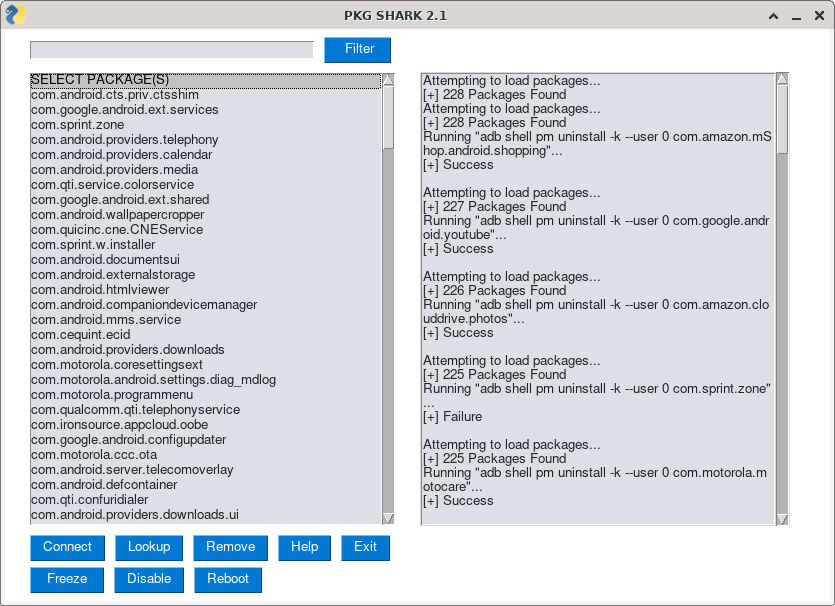 PKG SHARK 2.1
Filter
SELECT PACKAGE(S)
com.android.cts.priv.ctsshim
com.google.android.ext.services
com.sprint.zone
com.android.providers.telephony
com.android.providers.calendar
com.android.providers.media
com.qti.service.colorservice
com.google.android.ext.shared
com.android.wallpapercropper
com.quicinc.cne.CNEService
com.sprint.w.installer
com.android.documentsui
com.android.externalstorage
com.android.htmlviewer
com.android.companiondevicemanager
com.android.mms.service
com.cequint.ecid
com.android.providers.downloads
com.motorola.coresettingsext
com.motorola.android.settings.diag_mdlog
com.motorola.programmenu
com.qualcomm.qti.telephonyservice
com.ironsource.appcloud.oobe
com.google.android.configupdater
com.motorola.ccc.ota
com.android.server.telecomoverlay
com.android.defcontainer
com.qti.confuridialer
com.android.providers.downloads.ui
Attempting to load packages...
[+] 228 Packages Found
Attempting to load packages...
[+] 228 Packages Found
Running "adb shell pm uninstall -k --user 0 com.amazon.mS
hop.android.shopping"...
[+] Success
Attempting to load packages...
[+] 227 Packages Found
Running "adb shell pm uninstall -k --user 0 com.google.andr
oid.youtube"...
[+] Success
Attempting to load packages...
[+] 226 Packages Found
Running "adb shell pm uninstall -k --user 0 com.amazon.clo
uddrive.photos"...
[+] Success
Attempting to load packages...
[+] 225 Packages Found
Running "adb shell pm uninstall -k --user 0 com.sprint.zone"
...
[+] Failure
Attempting to load packages...
[+] 225 Packages Found
Running "adb shell pm uninstall -k --user 0 com.motorola.m
otocare"...
[+] Success
Connect Lookup Remove Help Exit
Freeze Disable Reboot